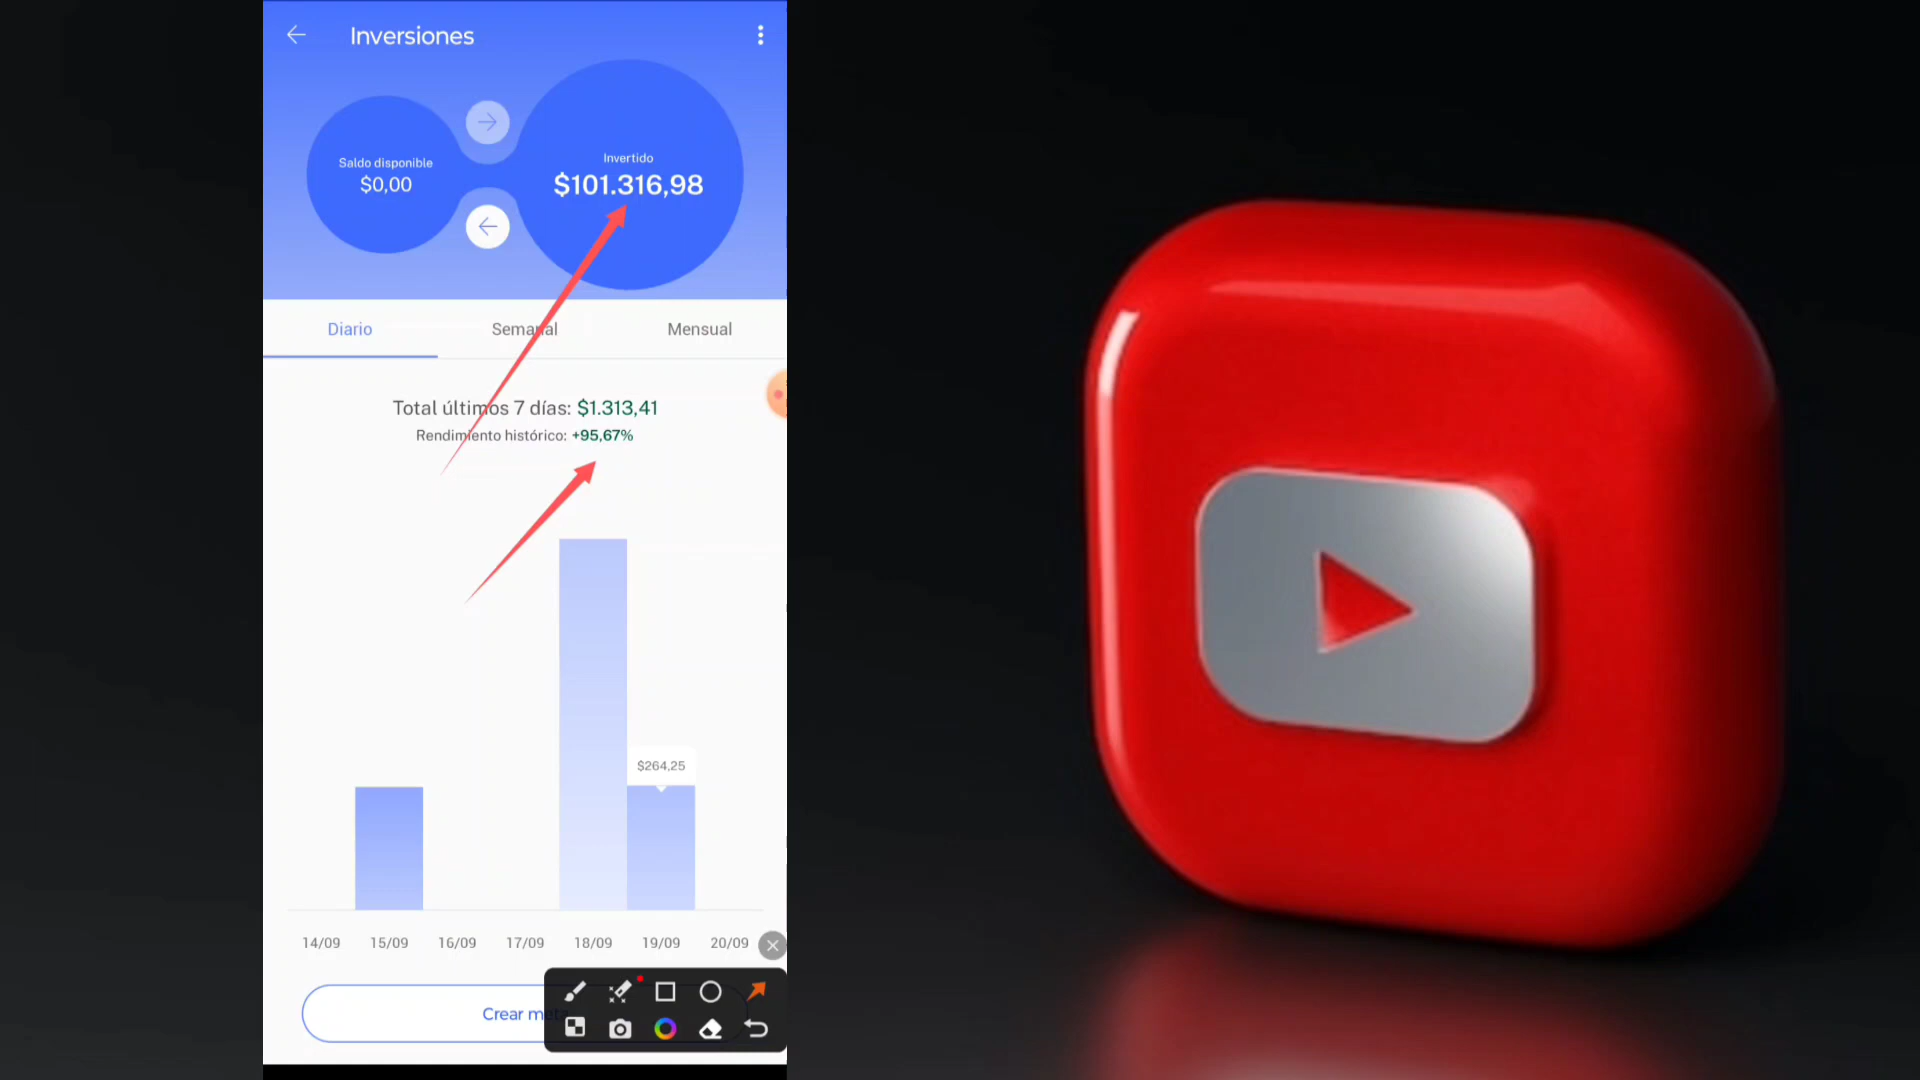 Inversiones
Saldo disponible
$0,00
Invertido
$101.316,98
Diario
Semanal
Mensual
Total últimos 7 días: $1.313,41
Rendimiento histórico: +95,67%
$264,25
14/09
15/09
16/09
17/09
18/09
19/09
20/09
Crear meta